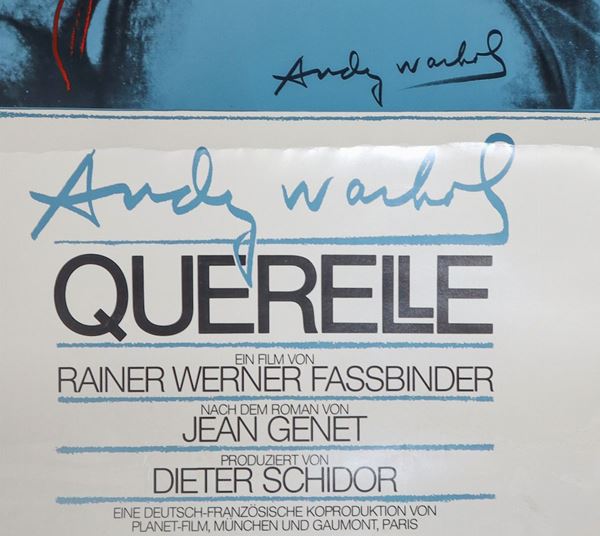 Andy Warhol
Andy Warhol
QUERELLE
EIN FILM VON
RAINER WERNER FASSBINDER
NACH DEM ROMAN VON
JEAN GENET
PRODUZIERT VON
DIETER SCHIDOR
EINE DEUTSCH-FRANZÖSISCHE KOPRODUKTION VON
PLANET-FILM, MÜNCHEN UND GAUMONT, PARIS